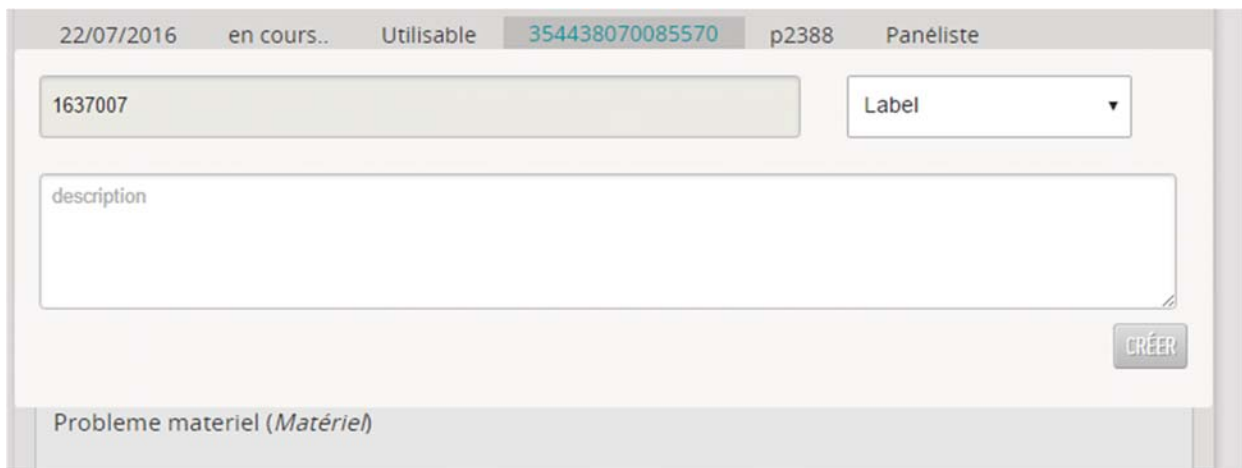 22/07/2016 en cours.. Utilisable 354438070085570 p2388 Panéliste
1637007 Label
description
CRÉER
Probleme materiel (Matériel)